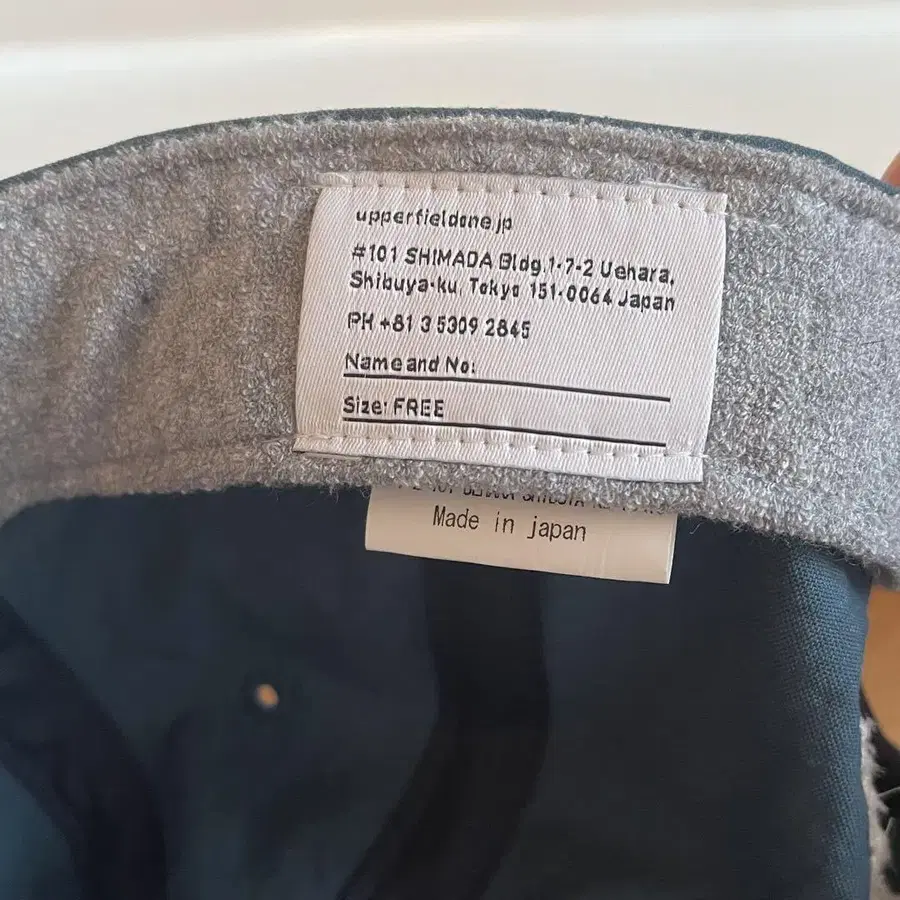 upperfieldone.jp
#101 SHIMADA Bldg.1-7-2 Uehara,
Shibuya-ku, Tokyo 151-0064 Japan
PH +81 3 5309 2845
Name and No:
Size: FREE
Made in japan